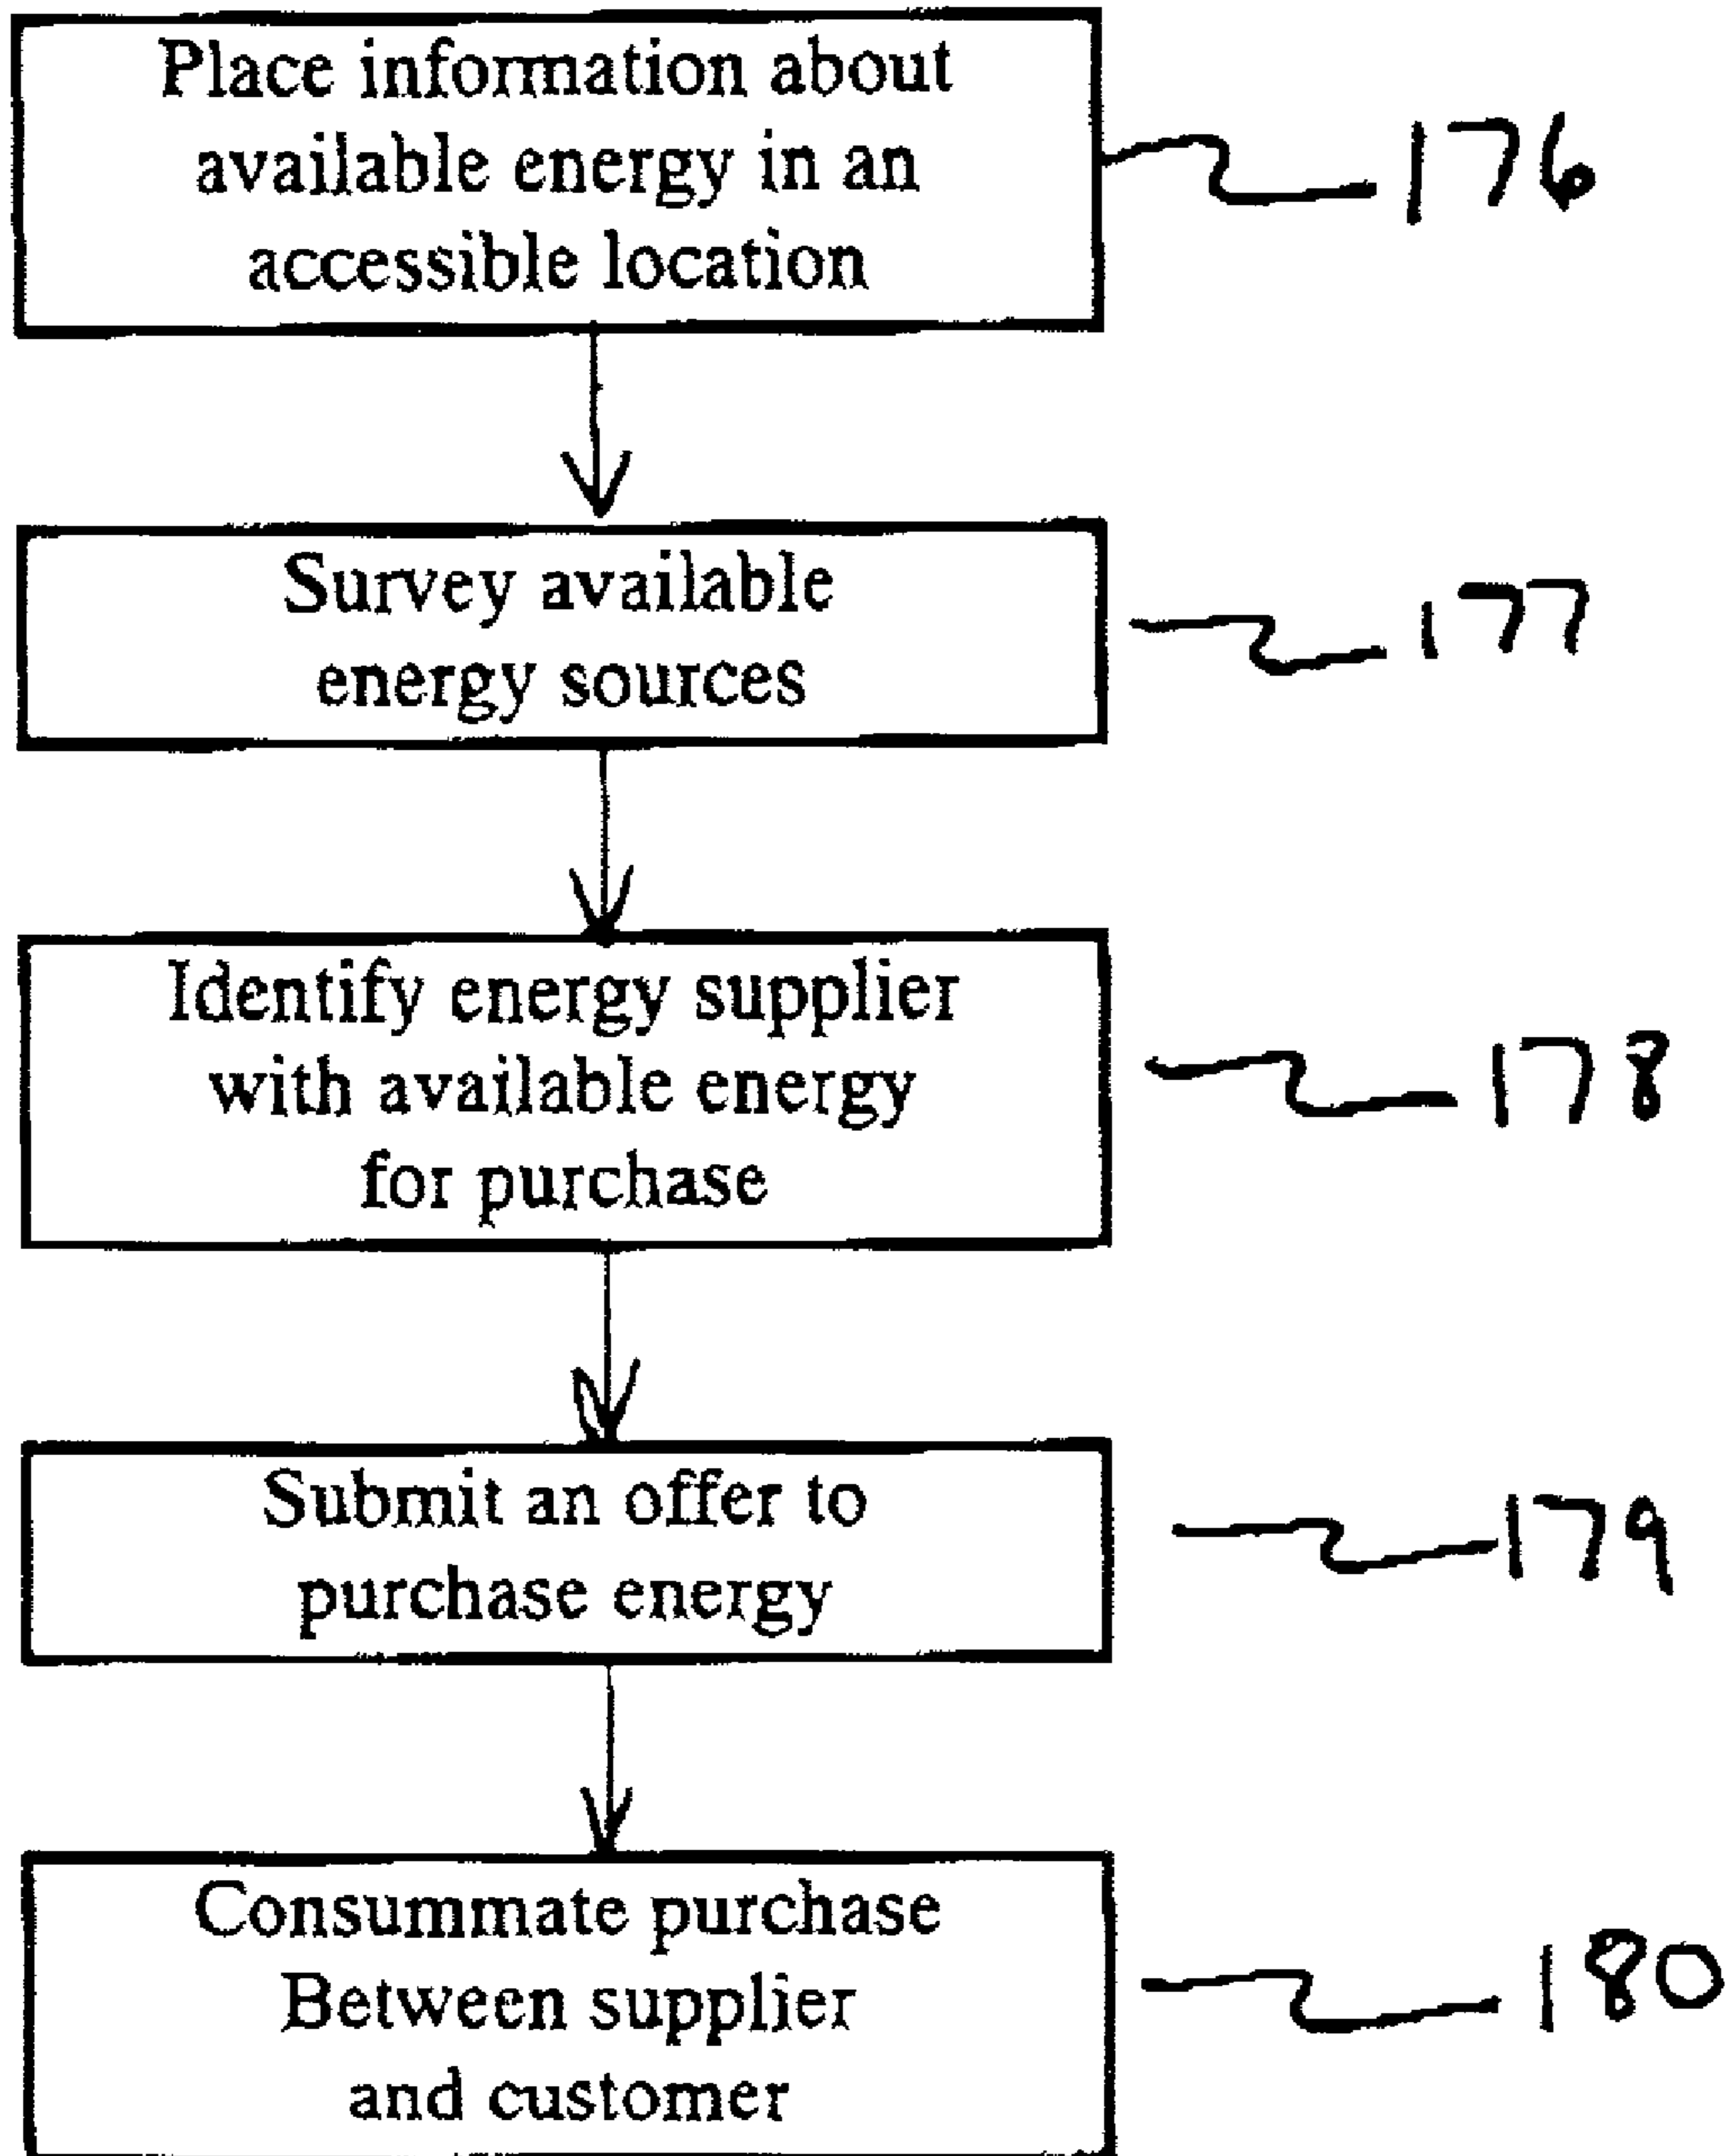 Place information about
available energy in an
accessible location
176
Survey available
energy sources
177
Identify energy supplier
with available energy
for purchase
178
Submit an offer to
purchase energy
179
Consummate purchase
Between supplier
and customer
180